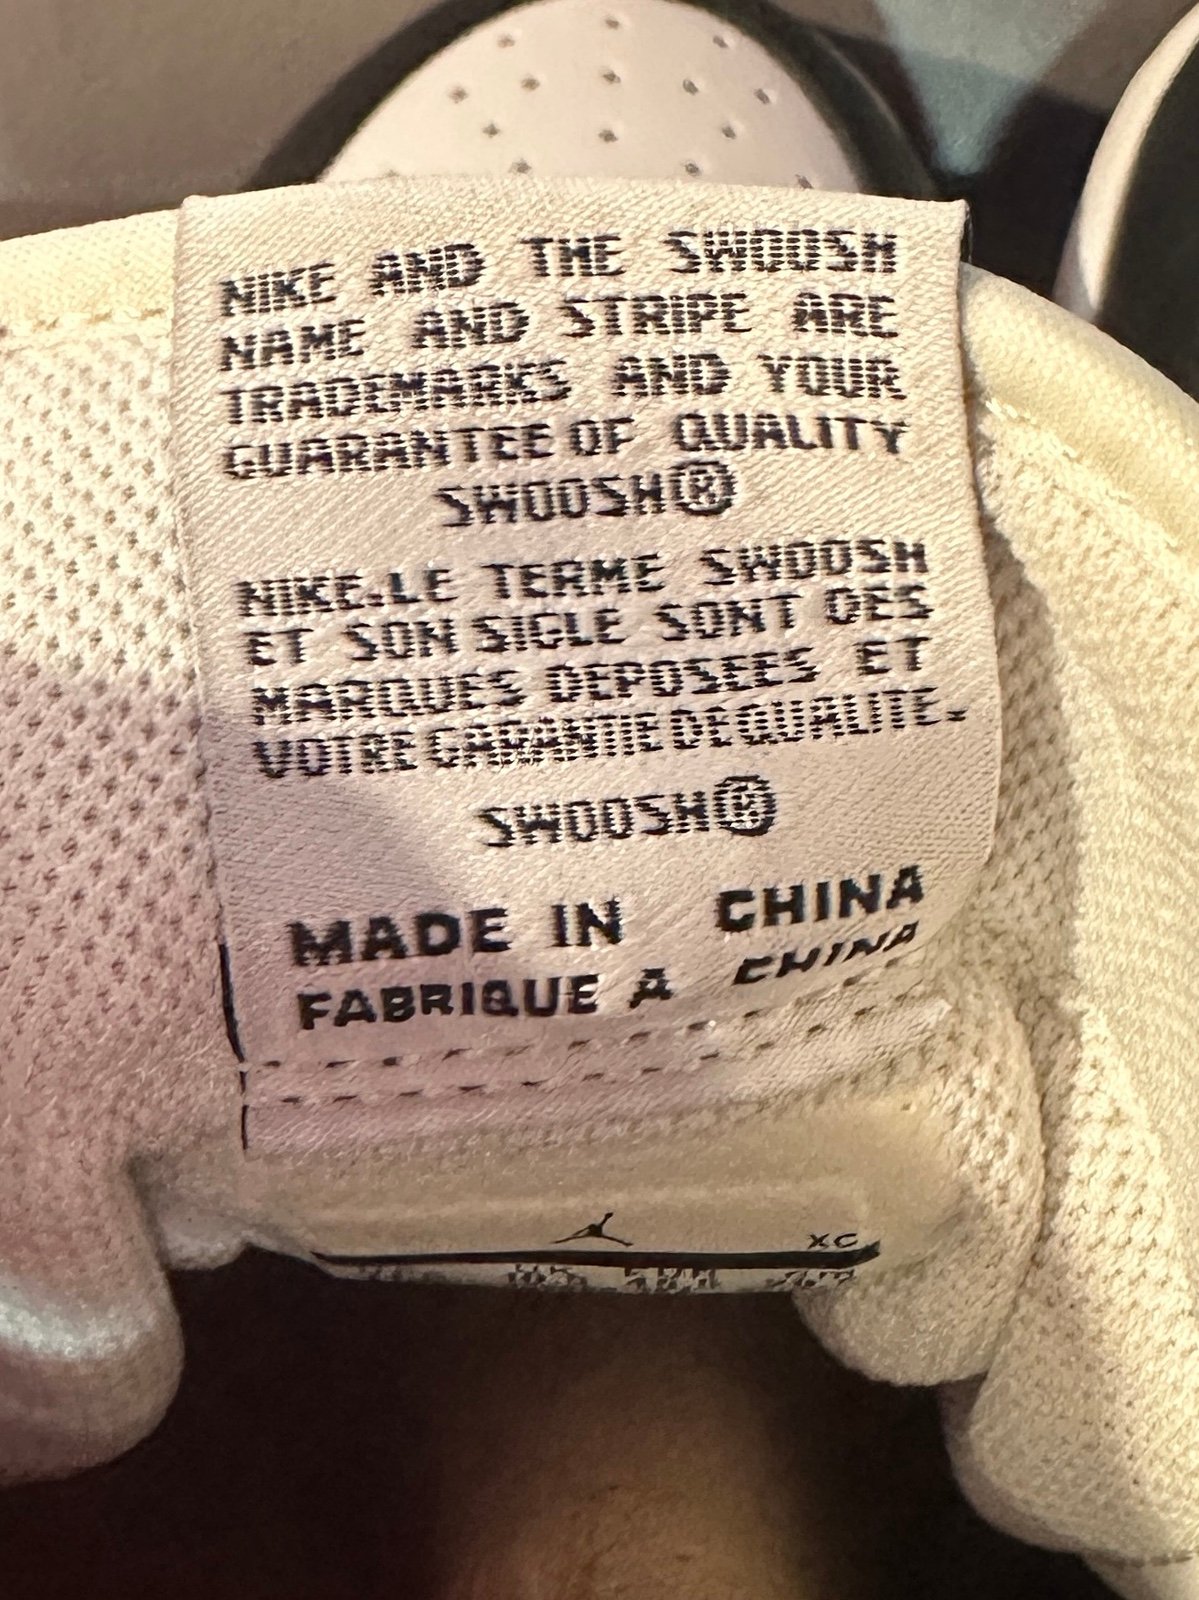 NIKE AND THE SWOOSH
NAME AND STRIPE ARE
TRADEMARKS AND YOUR
GUARANTEE OF QUALITY
SWOOSH®
NIKE.LE TERME SWOOSH
ET SON SIGLE SONT DES
MARQUES DEPOSEES ET
VOTRE GARANTIE DE QUALITE.
SWOOSH®
MADE IN CHINA
FABRIQUE A CHINA
XC